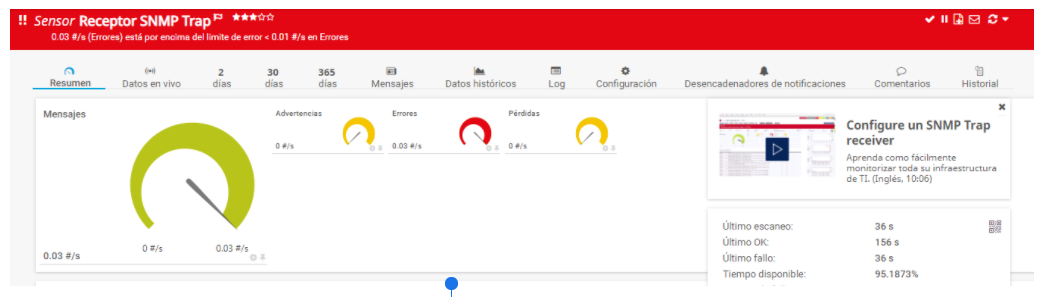 !! Sensor Receptor SNMP Trap
0.03 #/s (Errores) está por encima del límite de error < 0.01 #/s en Errores
Resumen
Datos en vivo
2 días
30 días
365 días
Mensajes
Datos históricos
Log
Configuración
Desencadenadores de notificaciones
Comentarios
Historial
Mensajes
0 #/s
0.03 #/s
0.03 #/s
Advertencias
0 #/s
Errores
0.03 #/s
Pérdidas
0 #/s
Configure un SNMP Trap
receiver
Aprenda como fácilmente
monitorizar toda su infraestructura
de TI. (Inglés, 10:06)
Último escaneo: 36 s
Último OK: 156 s
Último fallo: 36 s
Tiempo disponible: 95.1873%